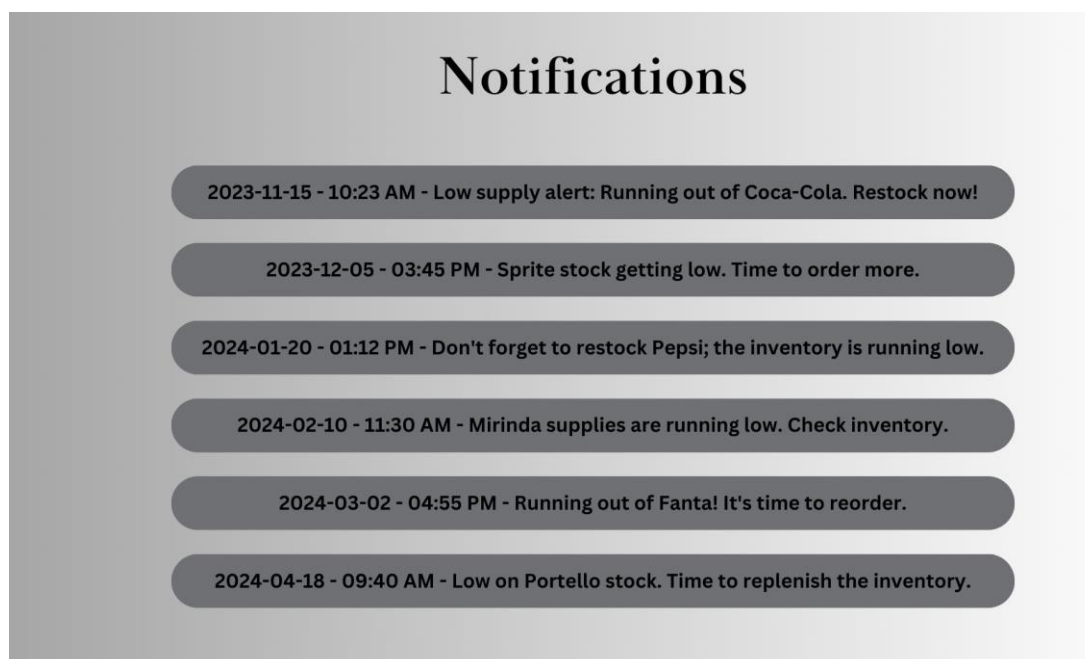 Notifications
2023-11-15 - 10:23 AM - Low supply alert: Running out of Coca-Cola. Restock now!
2023-12-05 - 03:45 PM - Sprite stock getting low. Time to order more.
2024-01-20 - 01:12 PM - Don't forget to restock Pepsi; the inventory is running low.
2024-02-10 - 11:30 AM - Mirinda supplies are running low. Check inventory.
2024-03-02 - 04:55 PM - Running out of Fanta! It's time to reorder.
2024-04-18 - 09:40 AM - Low on Portello stock. Time to replenish the inventory.